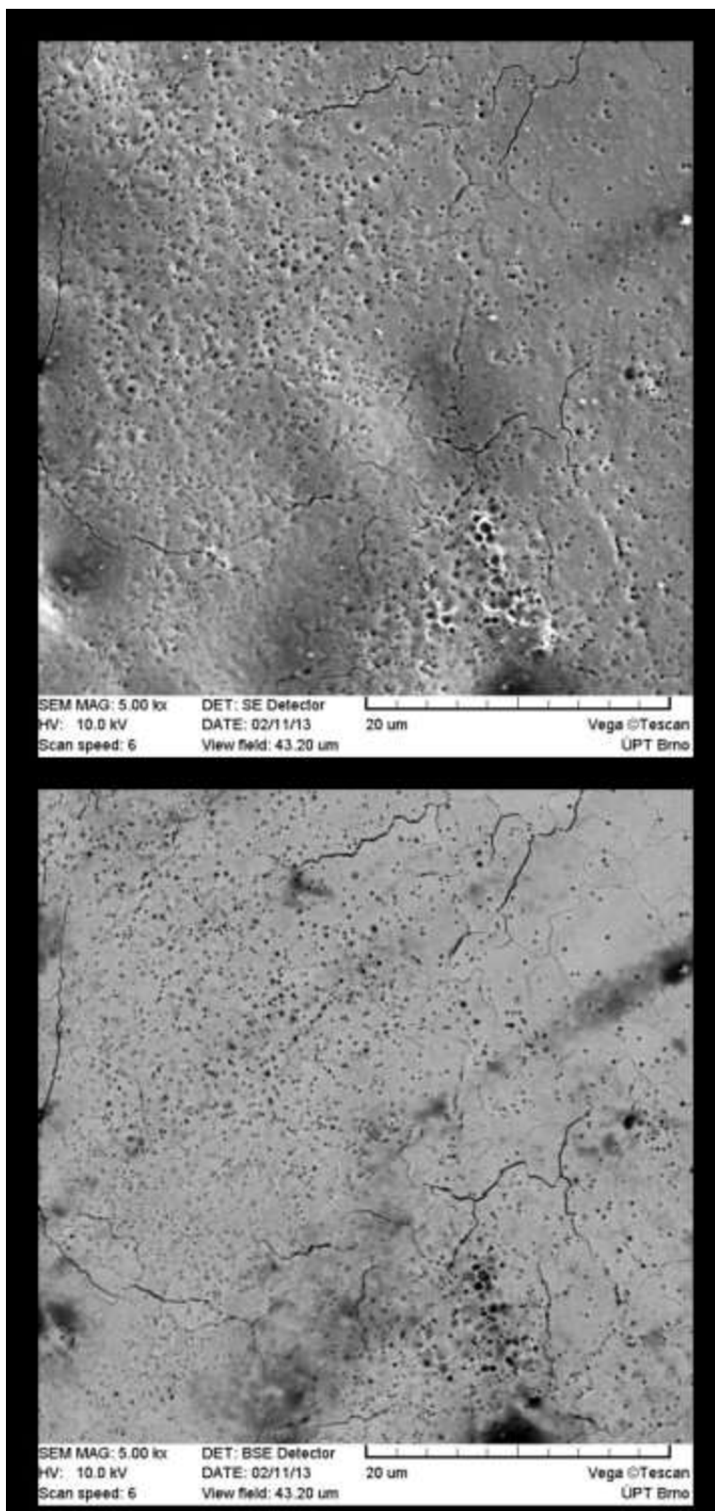 SEM MAG: 5.00 kx DET: SE Detector
HV: 10.0 kV DATE: 02/11/13 20 um Vega ©Tescan
Scan speed: 6 View field: 43.20 um ÚPT Brno
SEM MAG: 5.00 kx DET: BSE Detector
HV: 10.0 kV DATE: 02/11/13 20 um Vega ©Tescan
Scan speed: 6 View field: 43.20 um ÚPT Brno